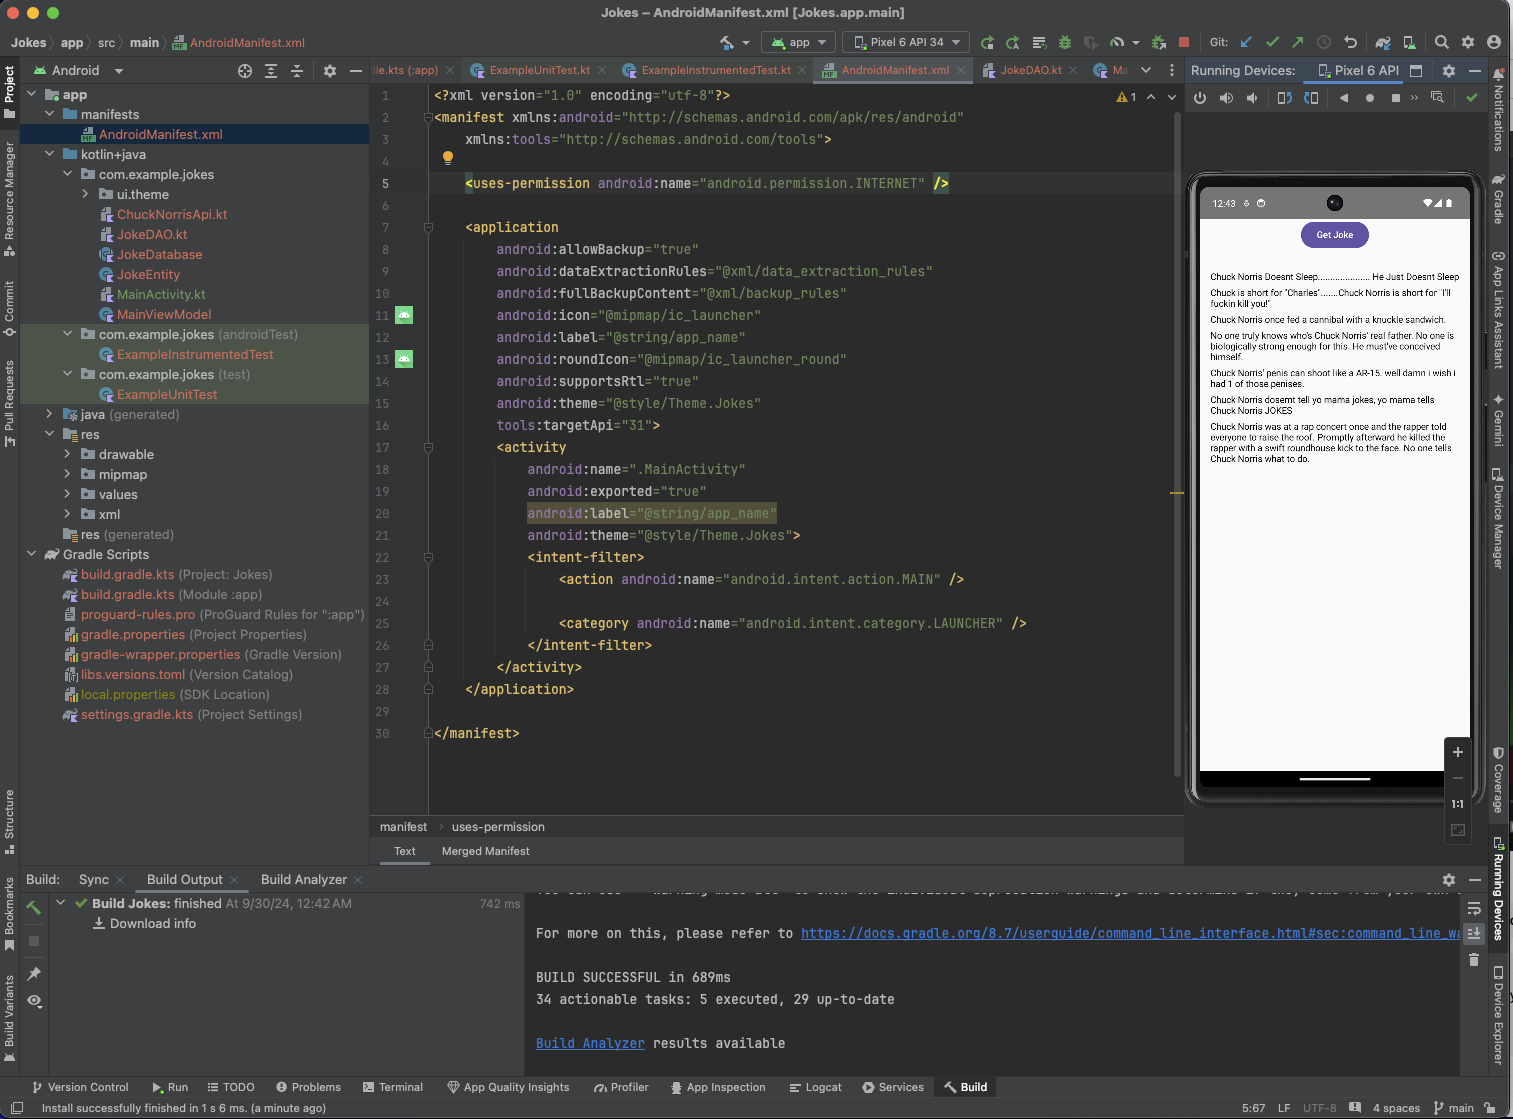 Jokes – AndroidManifest.xml [Jokes.app.main]
Jokes app src main AndroidManifest.xml
app Pixel 6 API 34 Git:
Project
Resource Manager
Commit
Pull Requests
Structure
Bookmarks
Build Variants
Android
app
manifests
AndroidManifest.xml
kotlin+java
com.example.jokes
ui.theme
ChuckNorrisApi.kt
JokeDAO.kt
JokeDatabase
JokeEntity
MainActivity.kt
MainViewModel
com.example.jokes (androidTest)
ExampleInstrumentedTest
com.example.jokes (test)
ExampleUnitTest
java (generated)
res
drawable
mipmap
values
xml
res (generated)
Gradle Scripts
build.gradle.kts (Project: Jokes)
build.gradle.kts (Module :app)
proguard-rules.pro (ProGuard Rules for ":app")
gradle.properties (Project Properties)
gradle-wrapper.properties (Gradle Version)
libs.versions.toml (Version Catalog)
local.properties (SDK Location)
settings.gradle.kts (Project Settings)
le.kts (:app) ExampleUnitTest.kt ExampleInstrumentedTest.kt AndroidManifest.xml JokeDAO.kt Ma
1 <?xml version="1.0" encoding="utf-8"?>
2 <manifest xmlns:android="http://schemas.android.com/apk/res/android"
3 xmlns:tools="http://schemas.android.com/tools">
4
5 <uses-permission android:name="android.permission.INTERNET" />
6
7 <application
8 android:allowBackup="true"
9 android:dataExtractionRules="@xml/data_extraction_rules"
10 android:fullBackupContent="@xml/backup_rules"
11 android:icon="@mipmap/ic_launcher"
12 android:label="@string/app_name"
13 android:roundIcon="@mipmap/ic_launcher_round"
14 android:supportsRtl="true"
15 android:theme="@style/Theme.Jokes"
16 tools:targetApi="31">
17 <activity
18 android:name=".MainActivity"
19 android:exported="true"
20 android:label="@string/app_name"
21 android:theme="@style/Theme.Jokes">
22 <intent-filter>
23 <action android:name="android.intent.action.MAIN" />
24
25 <category android:name="android.intent.category.LAUNCHER" />
26 </intent-filter>
27 </activity>
28 </application>
29
30 </manifest>
1
manifest uses-permission
Text Merged Manifest
Running Devices: Pixel 6 API
12:43
Get Joke
Chuck Norris Doesnt Sleep..................... He Just Doesnt Sleep
Chuck is short for "Charles".......Chuck Norris is short for "I'll
fuckin kill you!"
Chuck Norris once fed a cannibal with a knuckle sandwich.
No one truly knows who's Chuck Norris' real father. No one is
biologically strong enough for this. He must've conceived
himself.
Chuck Norris' penis can shoot like a AR-15. well damn i wish i
had 1 of those penises.
Chuck Norris dosernt tell yo mama jokes, yo mama tells
Chuck Norris JOKES
Chuck Norris was at a rap concert once and the rapper told
everyone to raise the roof. Promptly afterward he killed the
rapper with a swift roundhouse kick to the face. No one tells
Chuck Norris what to do.
1:1
Notifications
Gradle
App Links Assistant
Gemini
Device Manager
Coverage
Running Devices
Device Explorer
Build: Sync Build Output Build Analyzer
Build Jokes: finished At 9/30/24, 12:42 AM 742 ms
Download info
For more on this, please refer to https://docs.gradle.org/8.7/userguide/command_line_interface.html#sec:command_line_wa
BUILD SUCCESSFUL in 689ms
34 actionable tasks: 5 executed, 29 up-to-date
Build Analyzer results available
Version Control Run TODO Problems Terminal App Quality Insights Profiler App Inspection Logcat Services Build
Install successfully finished in 1 s 6 ms. (a minute ago) 5:67 LF UTF-8 4 spaces main